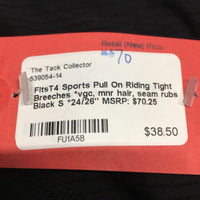 Retail (New) Price
$70
The Tack Collector
539054-14
FitsT4 Sports Pull On Riding Tight
Breeches *vgc, mnr hair, seam rubs
Black S *24/26" MSRP: $70.25
$38.50
FU1A5B